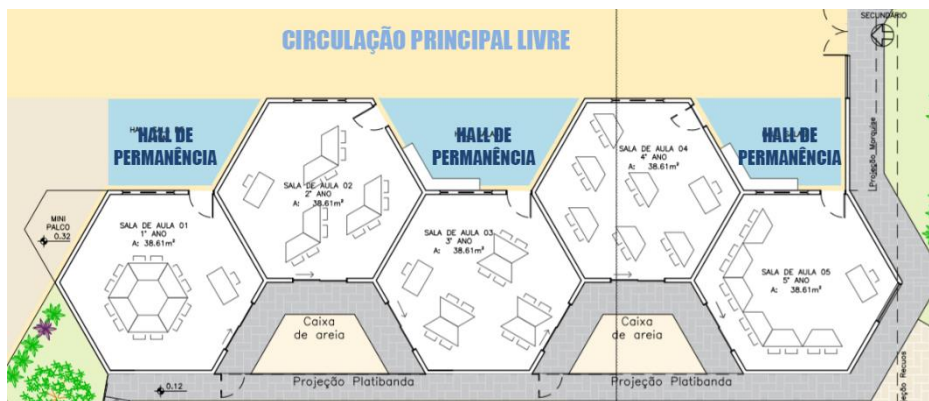 SECUNDÁRIO
CIRCULAÇÃO PRINCIPAL LIVRE
HALL DE
PERMANÊNCIA
HALL DE
PERMANÊNCIA
HALL DE
PERMANÊNCIA
Projeção Marquise
SALA DE AULA 04
4° ANO
A: 38.61m²
SALA DE AULA 02
2° ANO
A: 38.61m²
MINI
PALCO
0.32
SALA DE AULA 01
1° ANO
A: 38.61m²
SALA DE AULA 03
3° ANO
A: 38.61m²
SALA DE AULA 05
5° ANO
A: 38.61m²
Caixa
de areia
Caixa
de areia
0.12
Projeção Platibanda
Projeção Platibanda
Projeção Recuos